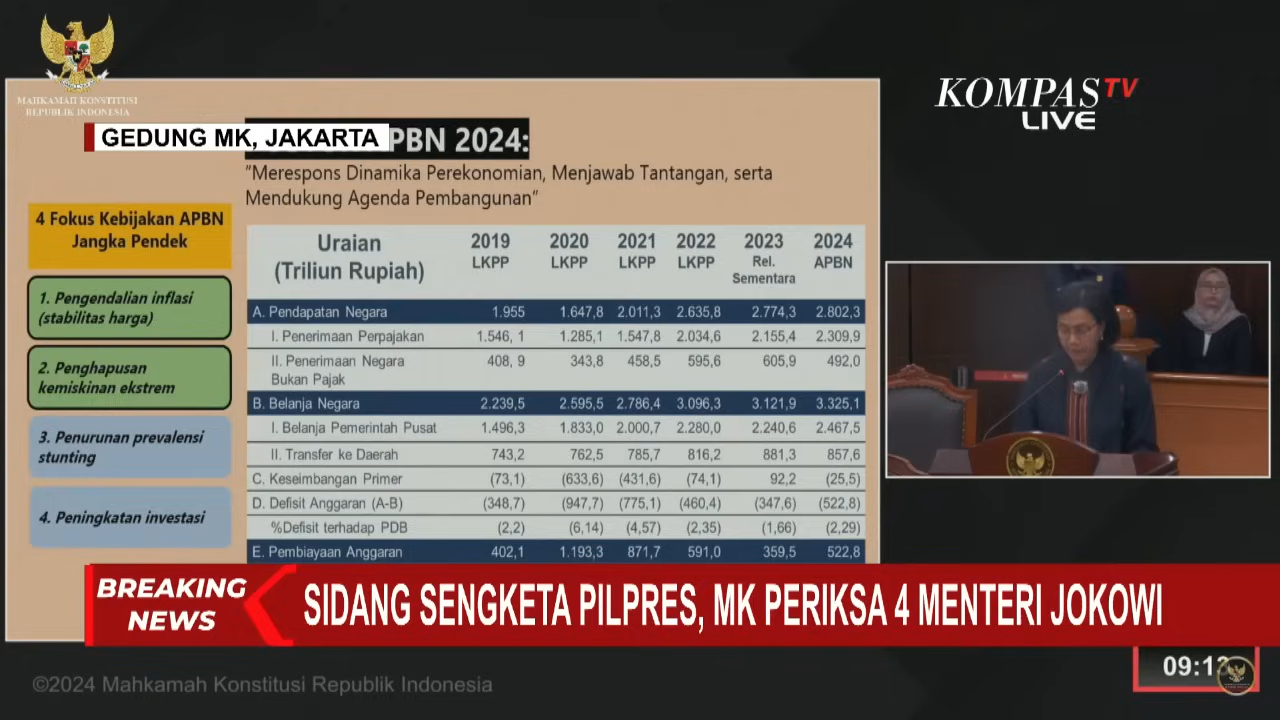 MAHKAMAH KONSTITUSI
REPUBLIK INDONESIA
KOMPAS TV
LIVE
GEDUNG MK, JAKARTA
APBN 2024:
"Merespons Dinamika Perekonomian, Menjawab Tantangan, serta
Mendukung Agenda Pembangunan"
4 Fokus Kebijakan APBN
Jangka Pendek
1. Pengendalian inflasi
(stabilitas harga)
2. Penghapusan
kemiskinan ekstrem
3. Penurunan prevalensi
stunting
4. Peningkatan investasi
Uraian
(Triliun Rupiah)
2019
LKPP
2020
LKPP
2021
LKPP
2022
LKPP
2023
Rel.
Sementara
2024
APBN
A. Pendapatan Negara 1.955 1.647,8 2.011,3 2.635,8 2.774,3 2.802,3
I. Penerimaan Perpajakan 1.546, 1 1.285,1 1.547,8 2.034,6 2.155,4 2.309,9
II. Penerimaan Negara 408, 9 343,8 458,5 595,6 605,9 492,0
Bukan Pajak
B. Belanja Negara 2.239,5 2.595,5 2.786,4 3.096,3 3.121,9 3.325,1
I. Belanja Pemerintah Pusat 1.496,3 1.833,0 2.000,7 2.280,0 2.240,6 2.467,5
II. Transfer ke Daerah 743,2 762,5 785,7 816,2 881,3 857,6
C. Keseimbangan Primer (73,1) (633,6) (431,6) (74,1) 92,2 (25,5)
D. Defisit Anggaran (A-B) (348,7) (947,7) (775,1) (460,4) (347,6) (522,8)
%Defisit terhadap PDB (2,2) (6,14) (4,57) (2,35) (1,66) (2,29)
E. Pembiayaan Anggaran 402,1 1.193,3 871,7 591,0 359,5 522,8
BREAKING
NEWS
SIDANG SENGKETA PILPRES, MK PERIKSA 4 MENTERI JOKOWI
©2024 Mahkamah Konstitusi Republik Indonesia